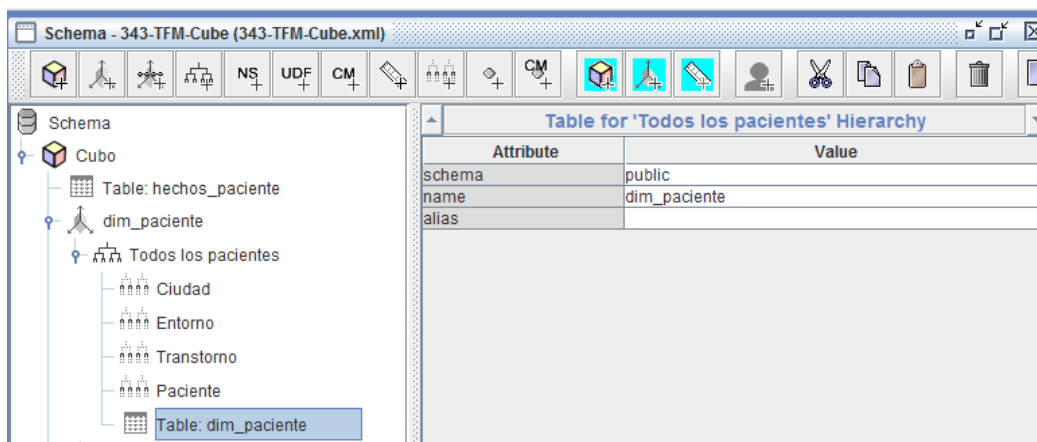 Schema - 343-TFM-Cube (343-TFM-Cube.xml)
NS UDF CM CM
Schema
Cubo
Table: hechos_paciente
dim_paciente
Todos los pacientes
Ciudad
Entorno
Transtorno
Paciente
Table: dim_paciente
Table for 'Todos los pacientes' Hierarchy
Attribute Value
schema public
name dim_paciente
alias